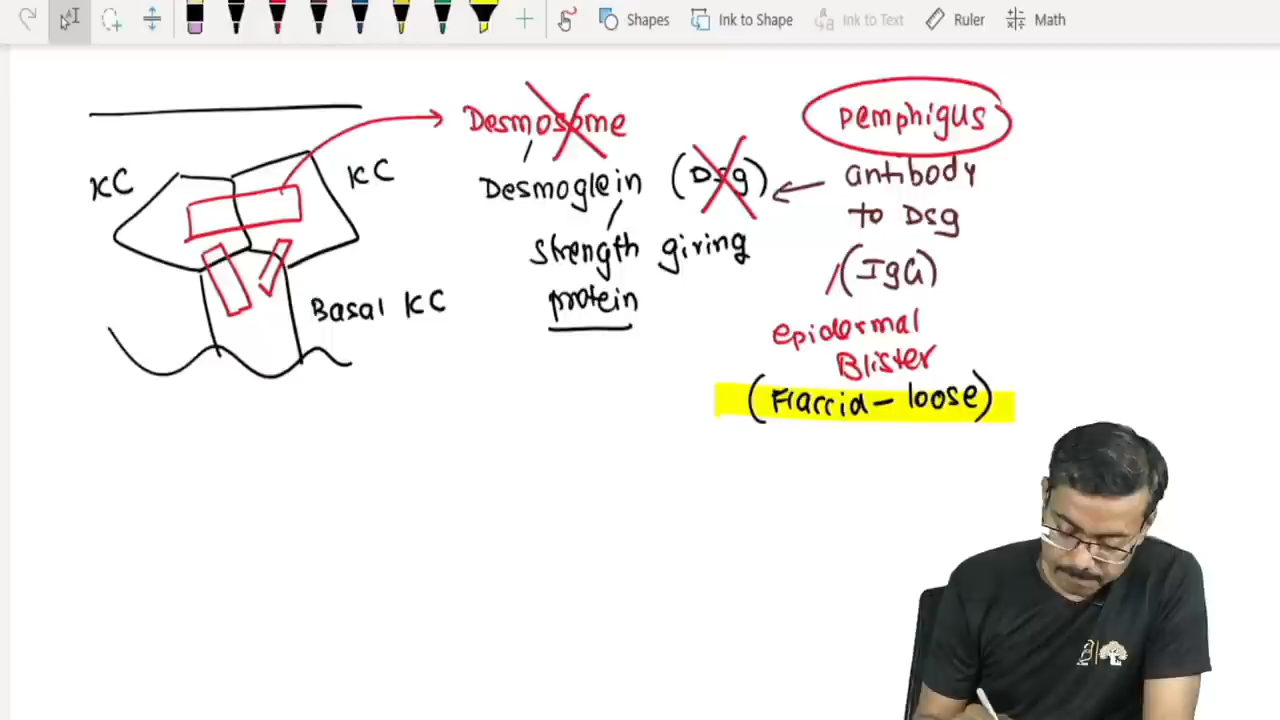 Shapes
Ink to Shape
Ink to Text
Ruler
Math
KC
KC
Basal KC
Desmosome
Desmoglein (Dsg)
strength giving
protein
Pemphigus
antibody
to Dsg
(IgG)
epidermal
Blister
(Flaccid - loose)